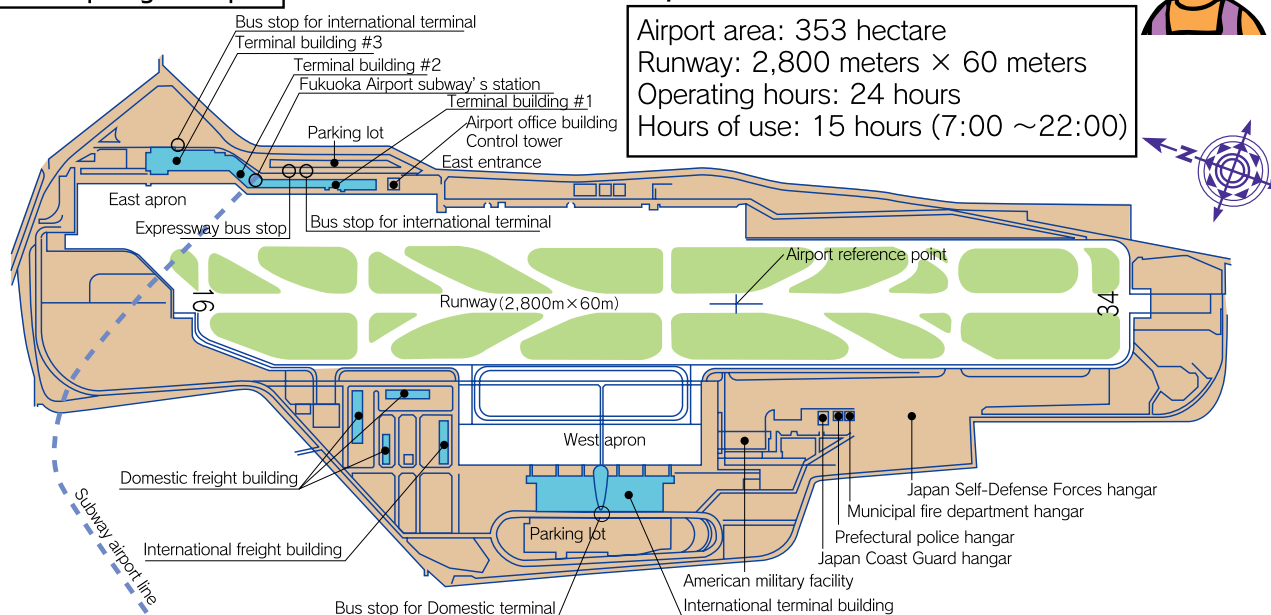 Bus stop for international terminal
Terminal building #3
Terminal building #2
Fukuoka Airport subway's station
Terminal building #1
Airport office building
Control tower
East entrance
Parking lot
Airport area: 353 hectare
Runway: 2,800 meters × 60 meters
Operating hours: 24 hours
Hours of use: 15 hours (7:00 ～22:00)
N
East apron
Expressway bus stop
Bus stop for international terminal
Airport reference point
16
Runway(2,800m×60m)
34
West apron
Domestic freight building
International freight building
Subway airport line
Parking lot
Bus stop for Domestic terminal
Japan Self-Defense Forces hangar
Municipal fire department hangar
Prefectural police hangar
Japan Coast Guard hangar
American military facility
International terminal building